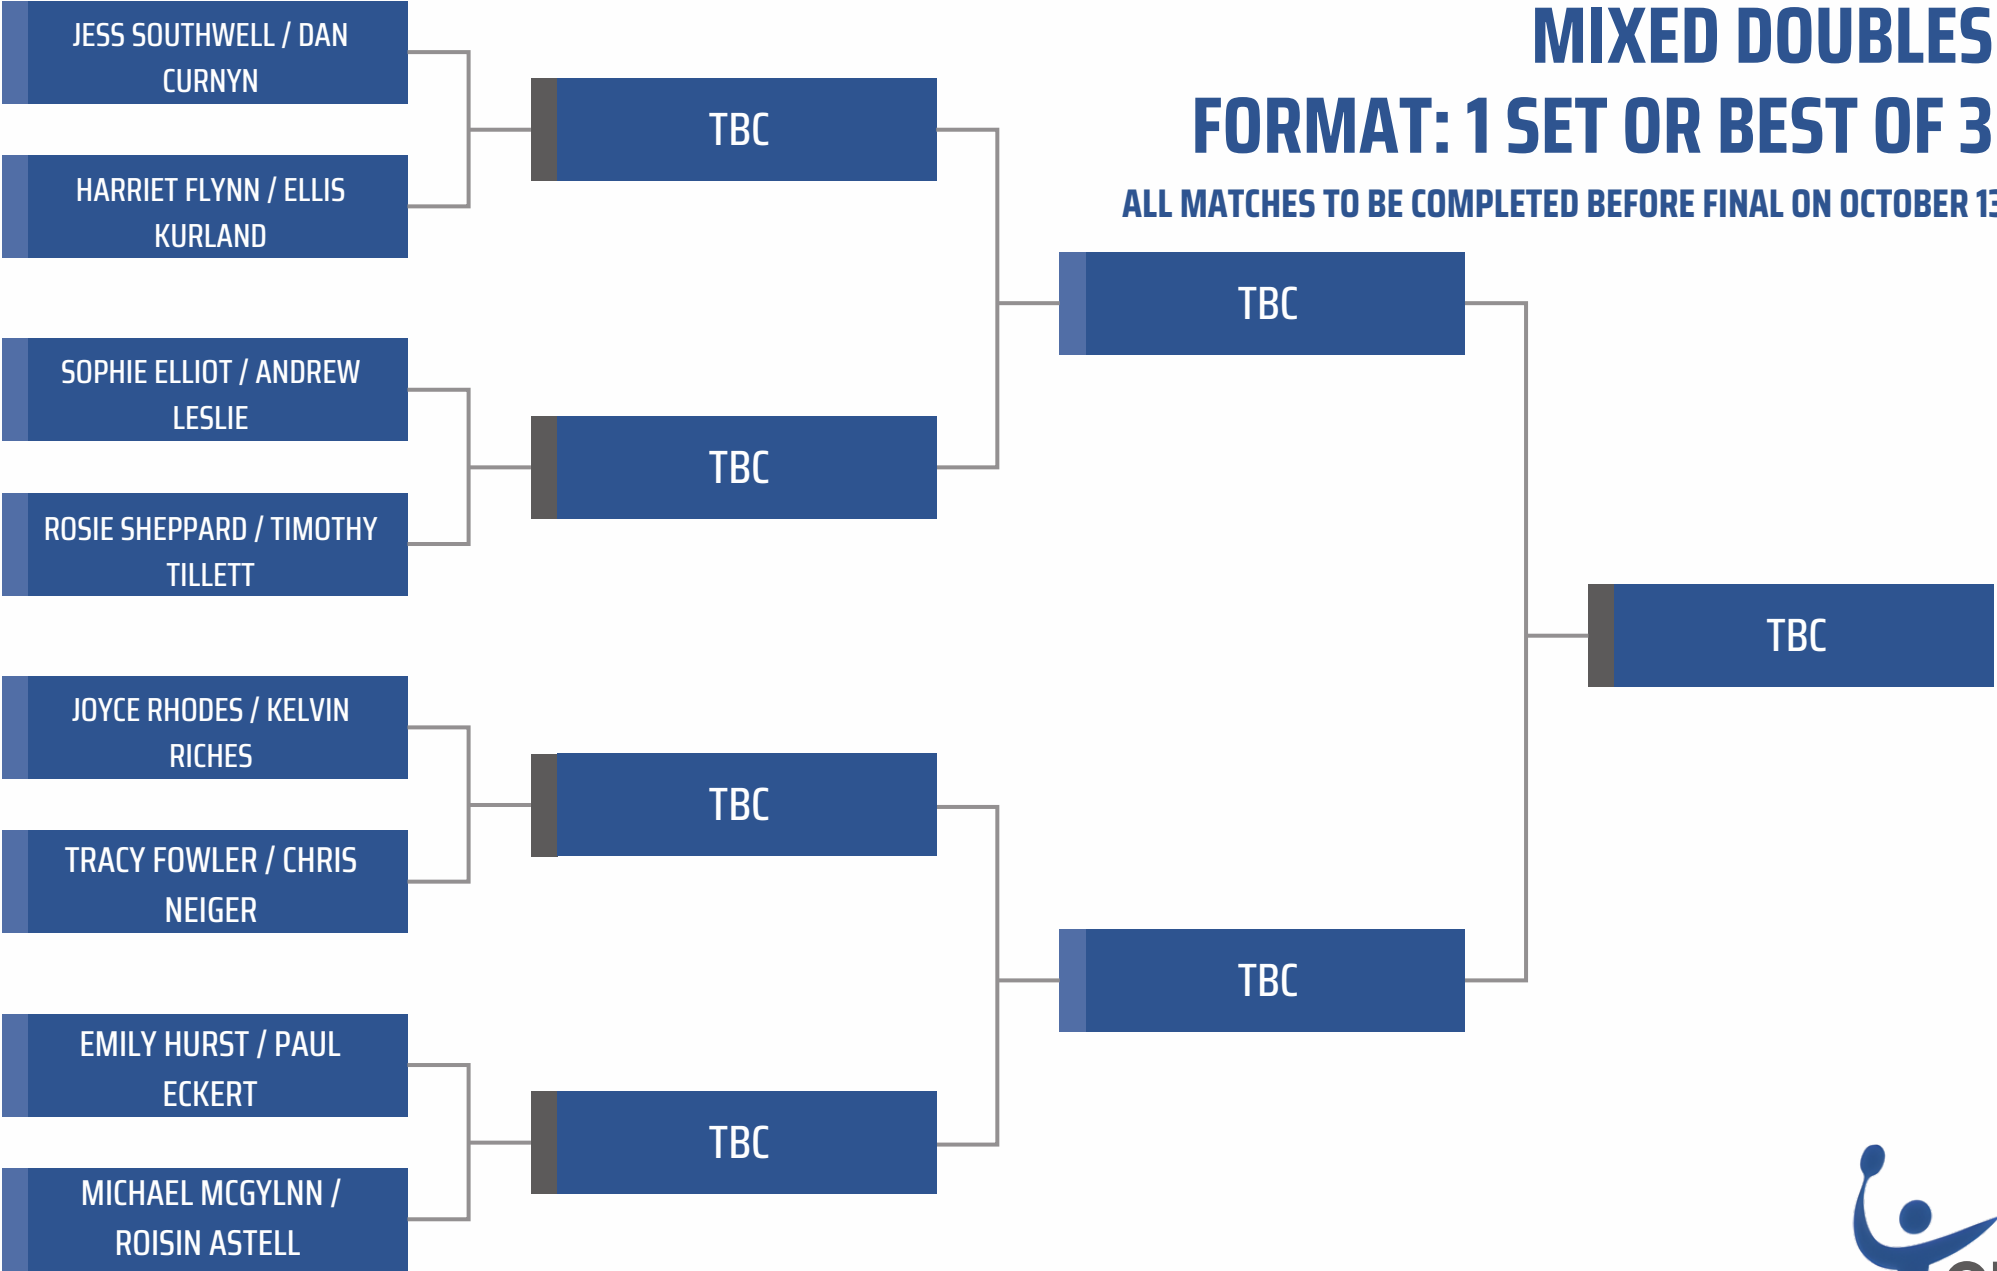 MIXED DOUBLES
FORMAT: 1 SET OR BEST OF 3
ALL MATCHES TO BE COMPLETED BEFORE FINAL ON OCTOBER 13
JESS SOUTHWELL / DAN
CURNYN
HARRIET FLYNN / ELLIS
KURLAND
SOPHIE ELLIOT / ANDREW
LESLIE
ROSIE SHEPPARD / TIMOTHY
TILLETT
JOYCE RHODES / KELVIN
RICHES
TRACY FOWLER / CHRIS
NEIGER
EMILY HURST / PAUL
ECKERT
MICHAEL MCGYLNN /
ROISIN ASTELL
TBC
TBC
TBC
TBC
TBC
TBC
TBC